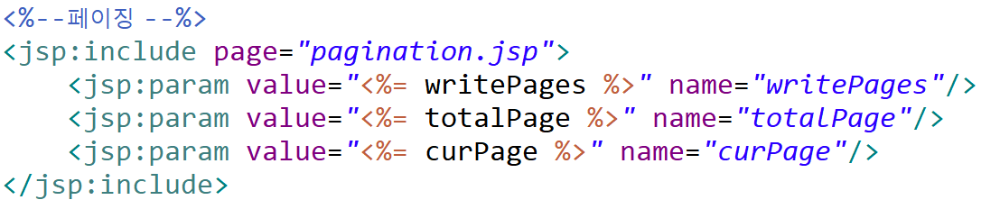 <%--페이징 --%>
<jsp:include page="pagination.jsp">
    <jsp:param value="<%= writePages %>" name="writePages"/>
    <jsp:param value="<%= totalPage %>" name="totalPage"/>
    <jsp:param value="<%= curPage %>" name="curPage"/>
</jsp:include>